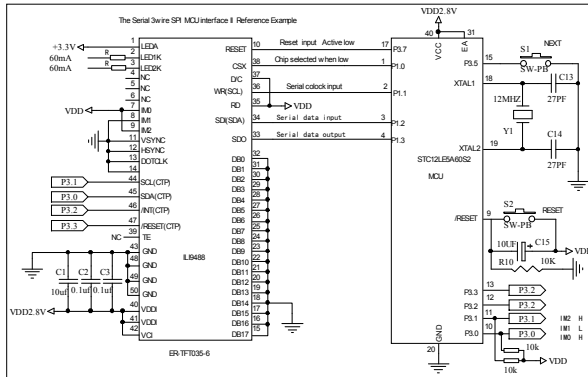 The Serial 3wire SPI MCU interface II Reference Example
+3.3V 1 LEDA
60mA R 2 LED1K
60mA R 3 LED2K
4 NC
5 NC
6 NC
VDD 7 IM0
8 IM1
9 IM2
11 VSYNC
12 HSYNC
13 DOTCLK
14
P3.1 44 SCL(CTP)
P3.0 45 SDA(CTP)
P3.2 46 /INT(CTP)
P3.3 47 /RESET(CTP)
NC 39 TE
43 GND
48 GND
49 GND
50 GND
C1 C2 C3
10uf 0.1uf 0.1uf
VDD2.8V 40 VDDI
41 VDDI
42 VCI
ILI9488
ER-TFT035-6
RESET 10 Reset input Active low 17 P3.7
CSX 38 Chip selected when low 1 P1.0
D/C 37
WR(SCL) 36 Serial colock input 2 P1.1
RD 35 VDD
SDI(SDA) 34 Serial data input 3 P1.2
SDO 33 Serial data output 4 P1.3
DB0 32
DB1 31
DB2 30
DB3 29
DB4 28
DB5 27
DB6 26
DB7 25
DB8 24
DB9 23
DB10 22
DB11 21
DB12 20
DB13 19
DB14 18
DB15 17
DB16 16
DB17 15
VDD2.8V
40 31
VCC EA
P3.5 15 S1 NEXT
SW-PB
XTAL1 18 C13
12MHZ 27PF
Y1
XTAL2 19 C14
27PF
STC12LE5A60S2
MCU
S2
/RESET 9 RESET
SW-PB
10UF C15 VDD
R10 10K
P3.3 13 P3.2
P3.2 12 P3.2
P3.1 11 P3.1 IM2 H
IM1 L
P3.0 10 P3.0 IM0 H
GND
20
10k
VDD
10k